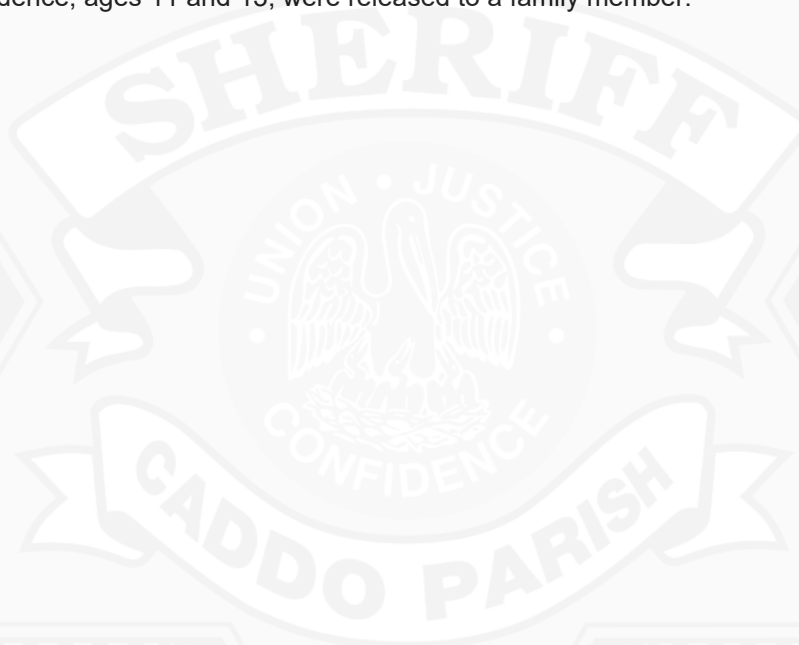 dence, ages 11 and 13, were released to a family member.
SHERIFF
UNION • JUSTICE
CONFIDENCE
CADDO PARISH